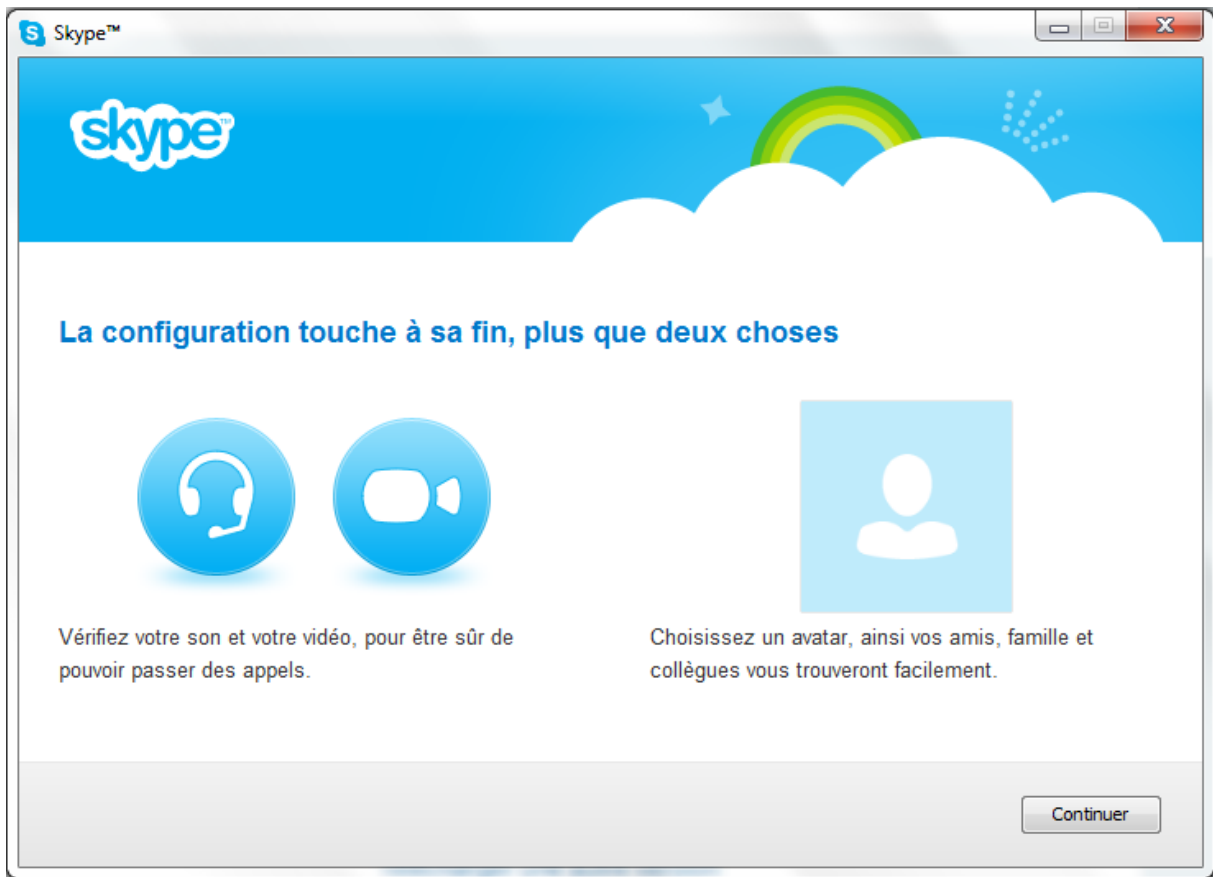 Skype™
skype™
La configuration touche à sa fin, plus que deux choses
Vérifiez votre son et votre vidéo, pour être sûr de
pouvoir passer des appels.
Choisissez un avatar, ainsi vos amis, famille et
collègues vous trouveront facilement.
Continuer